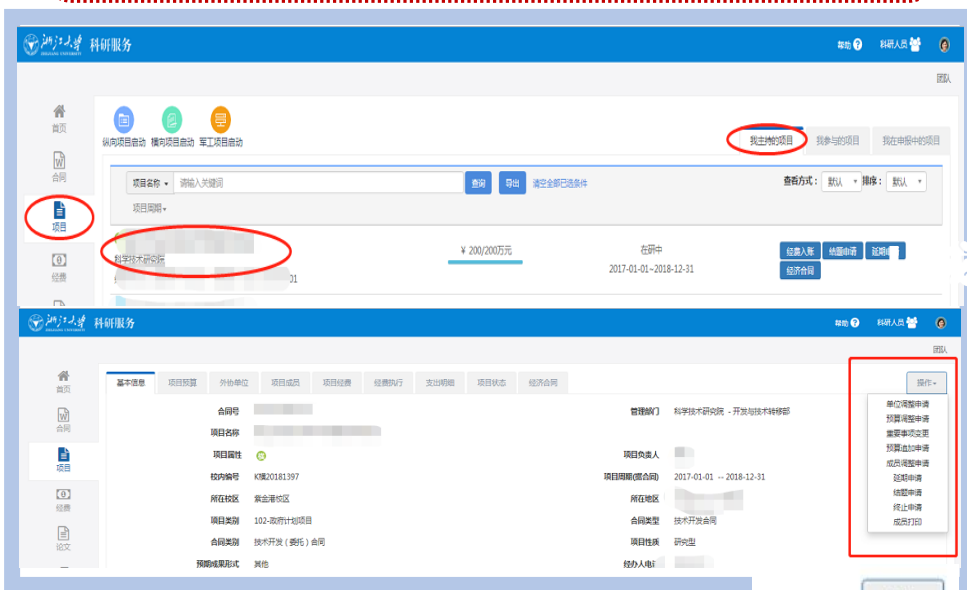 浙江大学 科研服务 帮助 科研人员
ZHEJIANG UNIVERSITY
团队
首页
纵向项目启动 横向项目启动 军工项目启动
我主持的项目 我参与的项目 我在申报中的项目
合同
项目名称 请输入关键词 查询 导出 清空全部已选条件 查看方式: 默认 排序: 默认
项目周期
项目
科学技术研究院 ¥ 200/200万元 在研中 经费入账 结题申请 延期
01 2017-01-01~2018-12-31 经济合同
经费
浙江大学 科研服务 帮助 科研人员
团队
首页
基本信息 项目预算 外协单位 项目成员 项目经费 经费执行 支出明细 项目状态 经济合同 操作
合同号 管理部门 科学技术研究院 - 开发与技术转移部 单位调整申请
合同 预算调整申请
项目名称 重要事项变更
预算追加申请
项目属性 项目负责人 成员调整申请
项目 延期申请
校内编号 K横20181397 项目周期(据合同) 2017-01-01 -- 2018-12-31 结题申请
经费 所在校区 紫金港校区 所在地区 终止申请
项目类别 102-政府计划项目 合同类型 技术开发合同 成员打印
论文 合同类别 技术开发(委托)合同 项目性质 研究型
预期成果形式 其他 经办人电